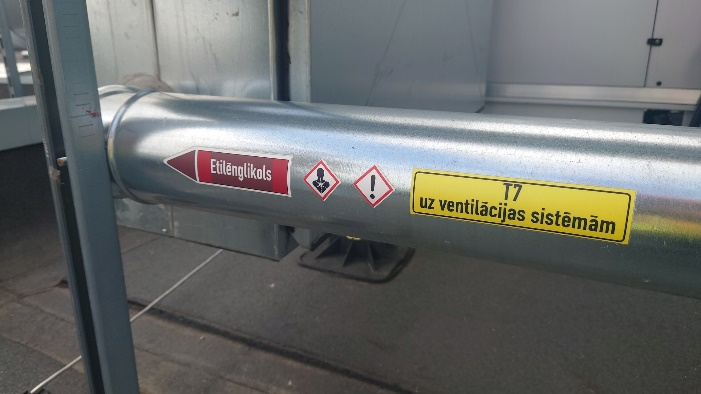 Etilēnglikols
T7
uz ventilācijas sistēmām